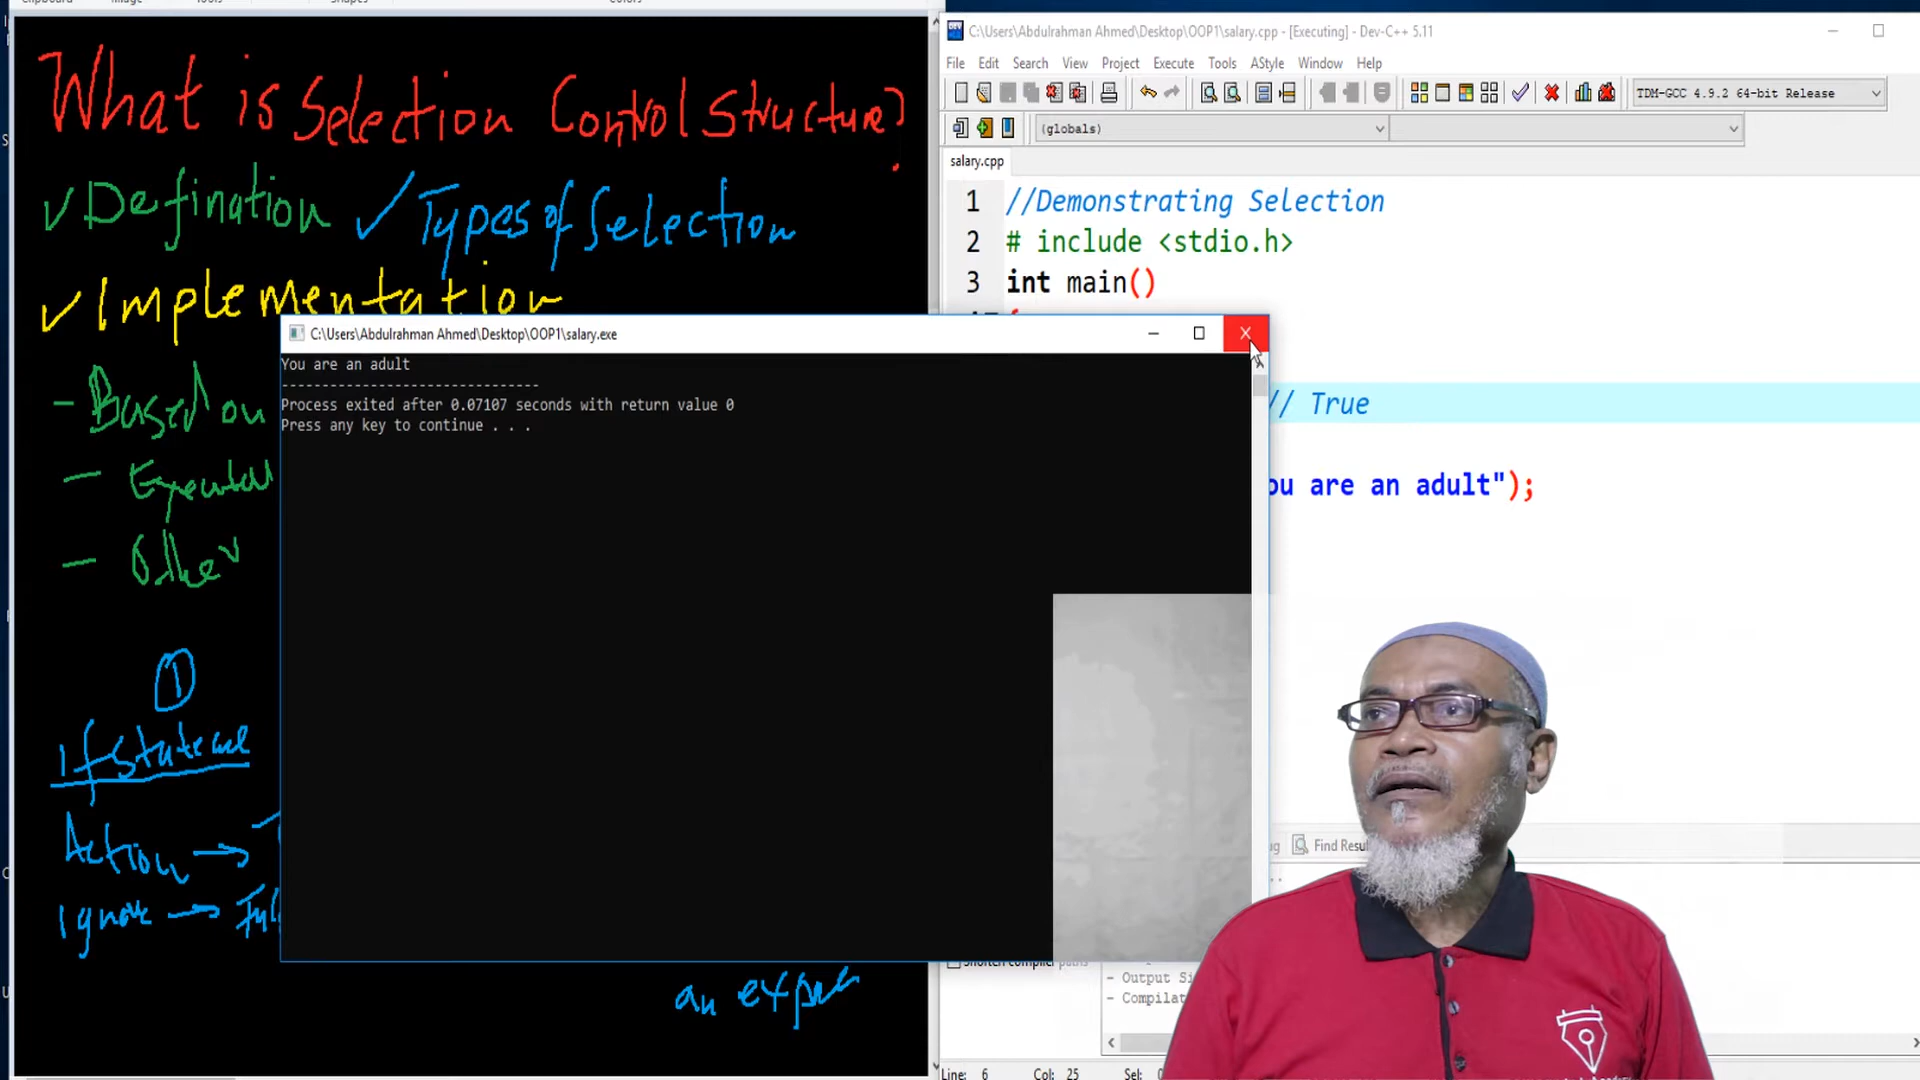 What is Selection Control Structure?
✓ Defination ✓ Types of Selection
✓ Implementation
- Based on
-
- Other
①
If
Action →
Ignore →
an
C:\Users\Abdulrahman Ahmed\Desktop\OOP1\salary.cpp - [Executing] - Dev-C++ 5.11
File Edit Search View Project Execute Tools AStyle Window Help
TDM-GCC 4.9.2 64-bit Release
(globals)
salary.cpp
1 //Demonstrating Selection
2 # include <stdio.h>
3 int main()
// True
ou are an adult");
C:\Users\Abdulrahman Ahmed\Desktop\OOP1\salary.exe
You are an adult
--------------------------------
Process exited after 0.07107 seconds with return value 0
Press any key to continue . . .
Find Resu
- Output Si
- Compilat
Line: 6 Col: 25 Sel: